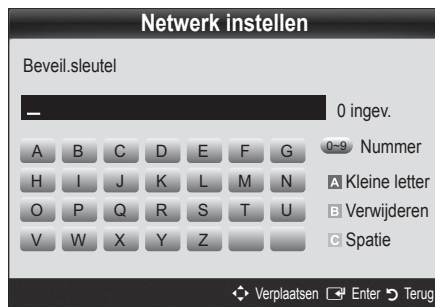 Netwerk instellen
Beveil.sleutel
_ 0 ingev.
A B C D E F G 0~9 Nummer
H I J K L M N A Kleine letter
O P Q R S T U B Verwijderen
V W X Y Z C Spatie
Verplaatsen Enter Terug